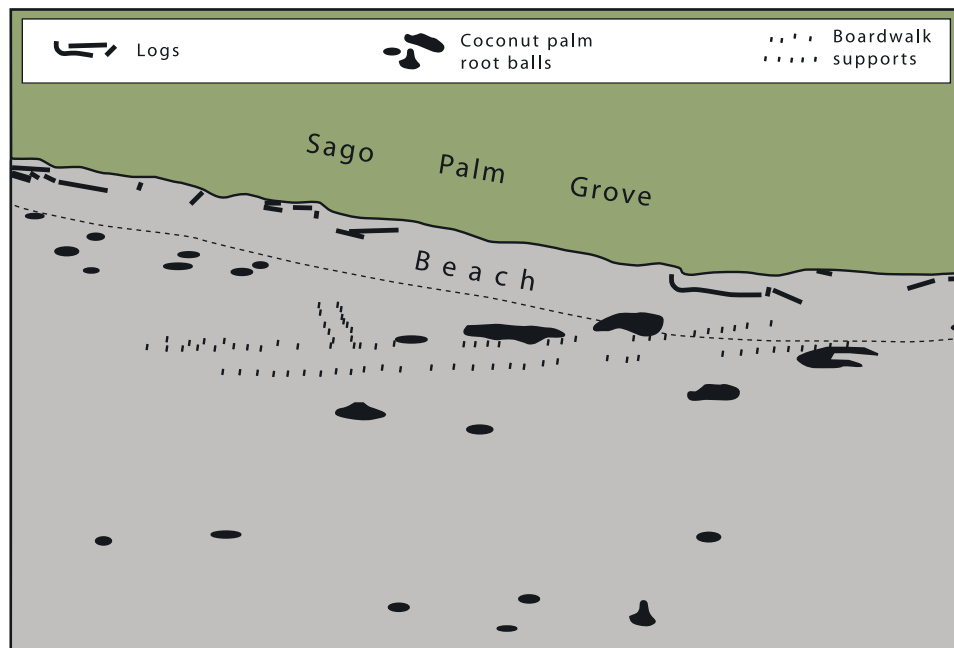 Logs
Coconut palm
root balls
Boardwalk
supports
Sago Palm Grove
Beach